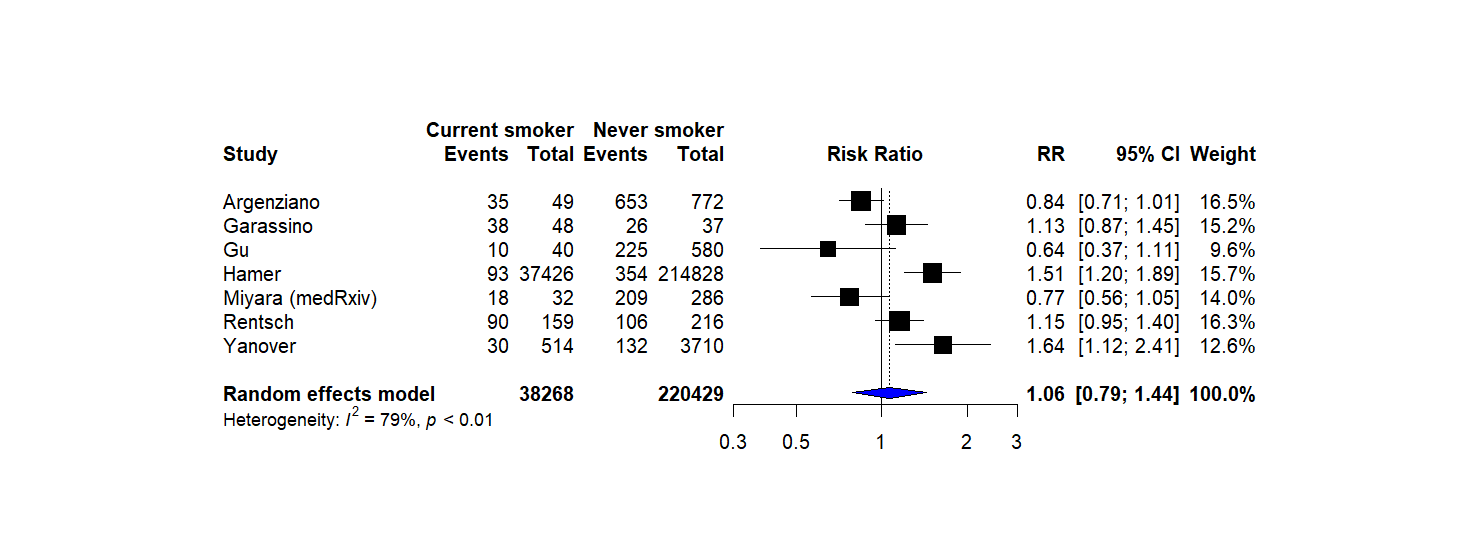 Current smoker Never smoker
Study Events Total Events Total Risk Ratio RR 95% CI Weight
Argenziano 35 49 653 772 0.84 [0.71; 1.01] 16.5%
Garassino 38 48 26 37 1.13 [0.87; 1.45] 15.2%
Gu 10 40 225 580 0.64 [0.37; 1.11] 9.6%
Hamer 93 37426 354 214828 1.51 [1.20; 1.89] 15.7%
Miyara (medRxiv) 18 32 209 286 0.77 [0.56; 1.05] 14.0%
Rentsch 90 159 106 216 1.15 [0.95; 1.40] 16.3%
Yanover 30 514 132 3710 1.64 [1.12; 2.41] 12.6%
Random effects model 38268 220429 1.06 [0.79; 1.44] 100.0%
Heterogeneity: I² = 79%, p < 0.01
0.3 0.5 1 2 3